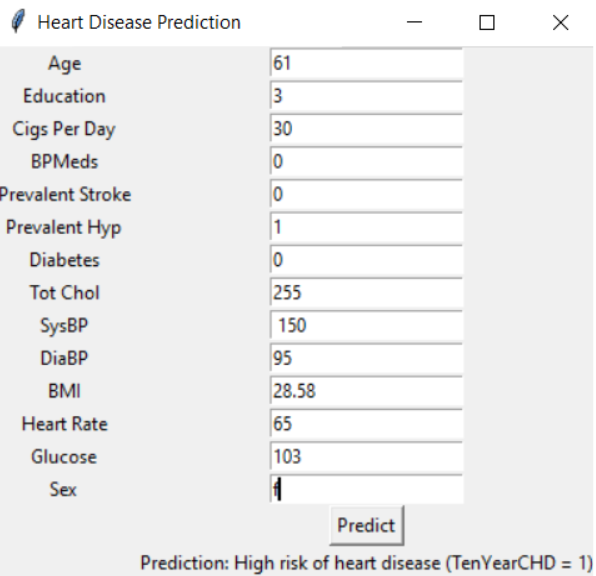 Heart Disease Prediction
Age 61
Education 3
Cigs Per Day 30
BPMeds 0
Prevalent Stroke 0
Prevalent Hyp 1
Diabetes 0
Tot Chol 255
SysBP 150
DiaBP 95
BMI 28.58
Heart Rate 65
Glucose 103
Sex f
Predict
Prediction: High risk of heart disease (TenYearCHD = 1)